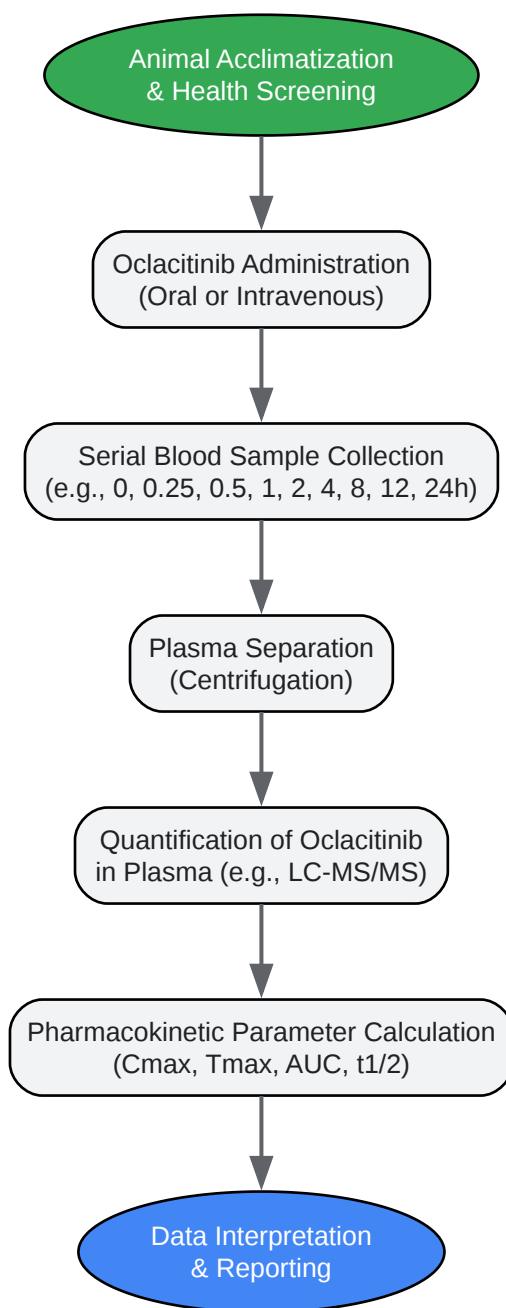 Animal Acclimatization
& Health Screening
Oclacitinib Administration
(Oral or Intravenous)
Serial Blood Sample Collection
(e.g., 0, 0.25, 0.5, 1, 2, 4, 8, 12, 24h)
Plasma Separation
(Centrifugation)
Quantification of Oclacitinib
in Plasma (e.g., LC-MS/MS)
Pharmacokinetic Parameter Calculation
(Cmax, Tmax, AUC, t1/2)
Data Interpretation
& Reporting